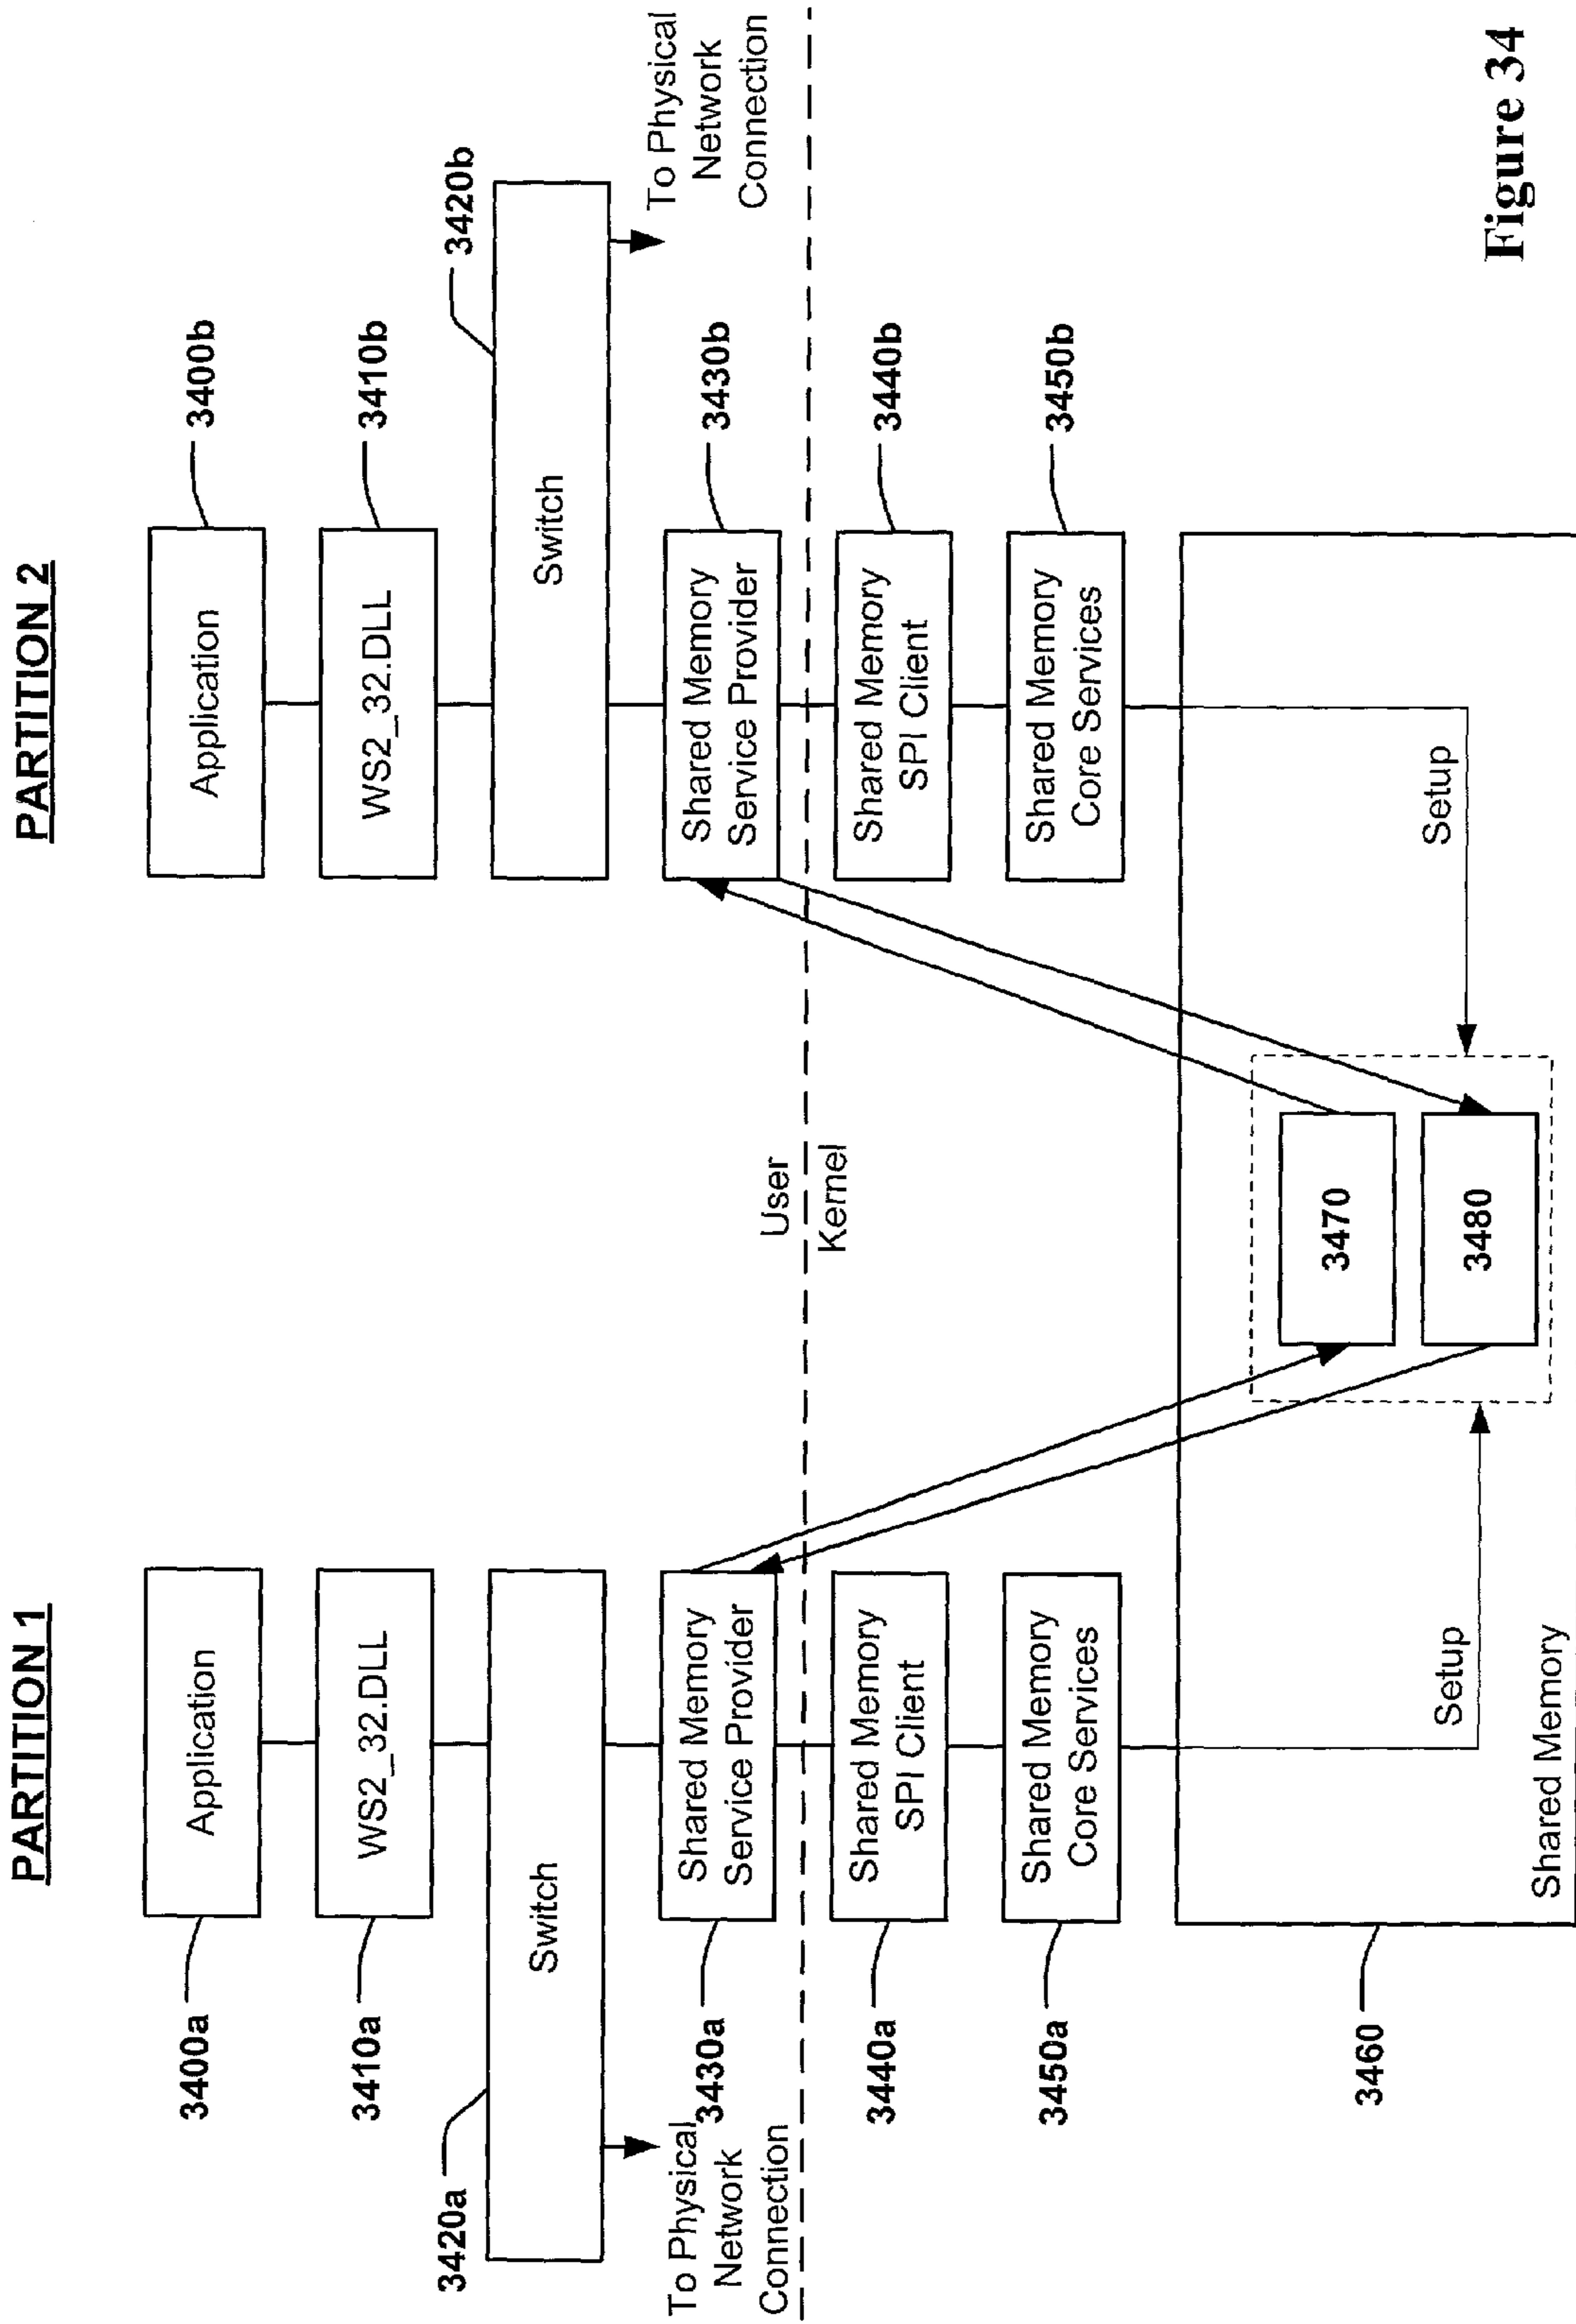 PARTITION 1
PARTITION 2
3400a
Application
Application
3400b
3410a
WS2_32.DLL
WS2_32.DLL
3410b
3420a
Switch
Switch
3420b
To Physical
Network
Connection
3430a
Shared Memory
Service Provider
Shared Memory
Service Provider
3430b
To Physical
Network
Connection
User
Kernel
3440a
Shared Memory
SPI Client
Shared Memory
SPI Client
3440b
3450a
Shared Memory
Core Services
Shared Memory
Core Services
3450b
3460
3470
3480
Setup
Setup
Shared Memory
Figure 34